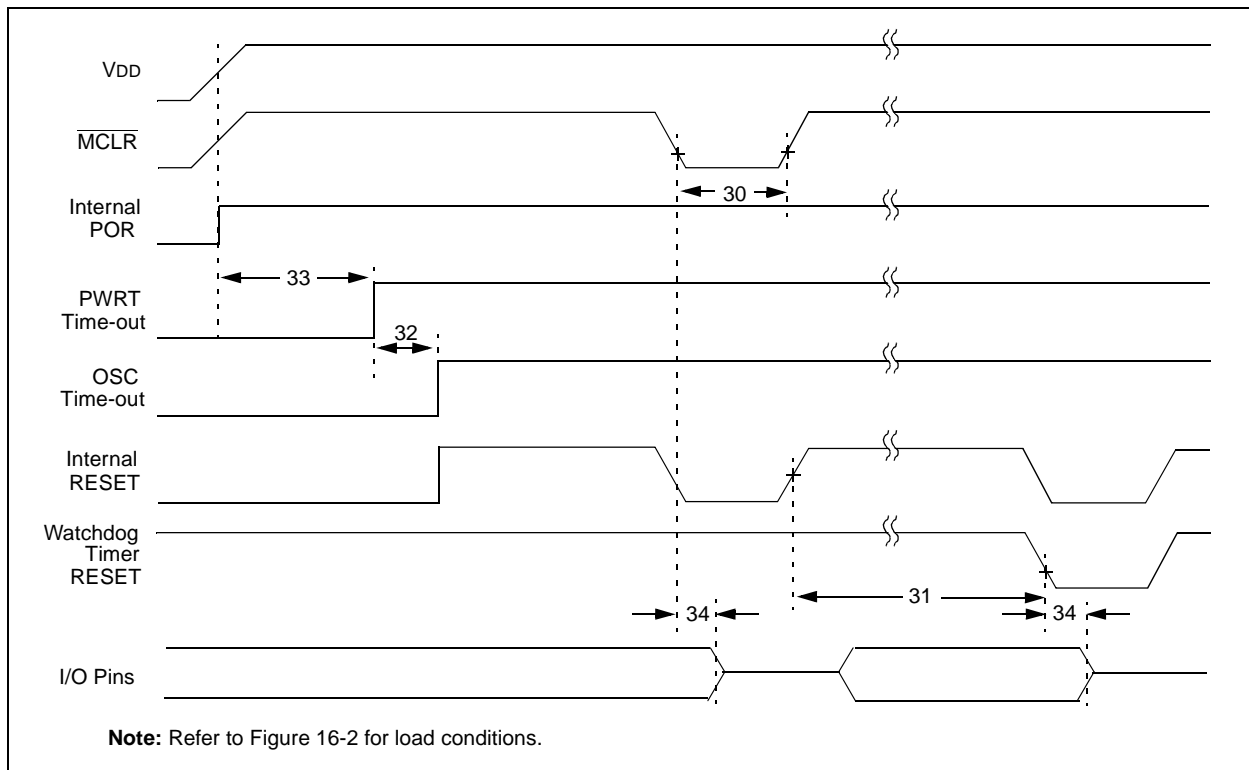 VDD
MCLR
30
Internal
POR
33
PWRT
Time-out
32
OSC
Time-out
Internal
RESET
Watchdog
Timer
RESET
31
34
34
I/O Pins
Note: Refer to Figure 16-2 for load conditions.